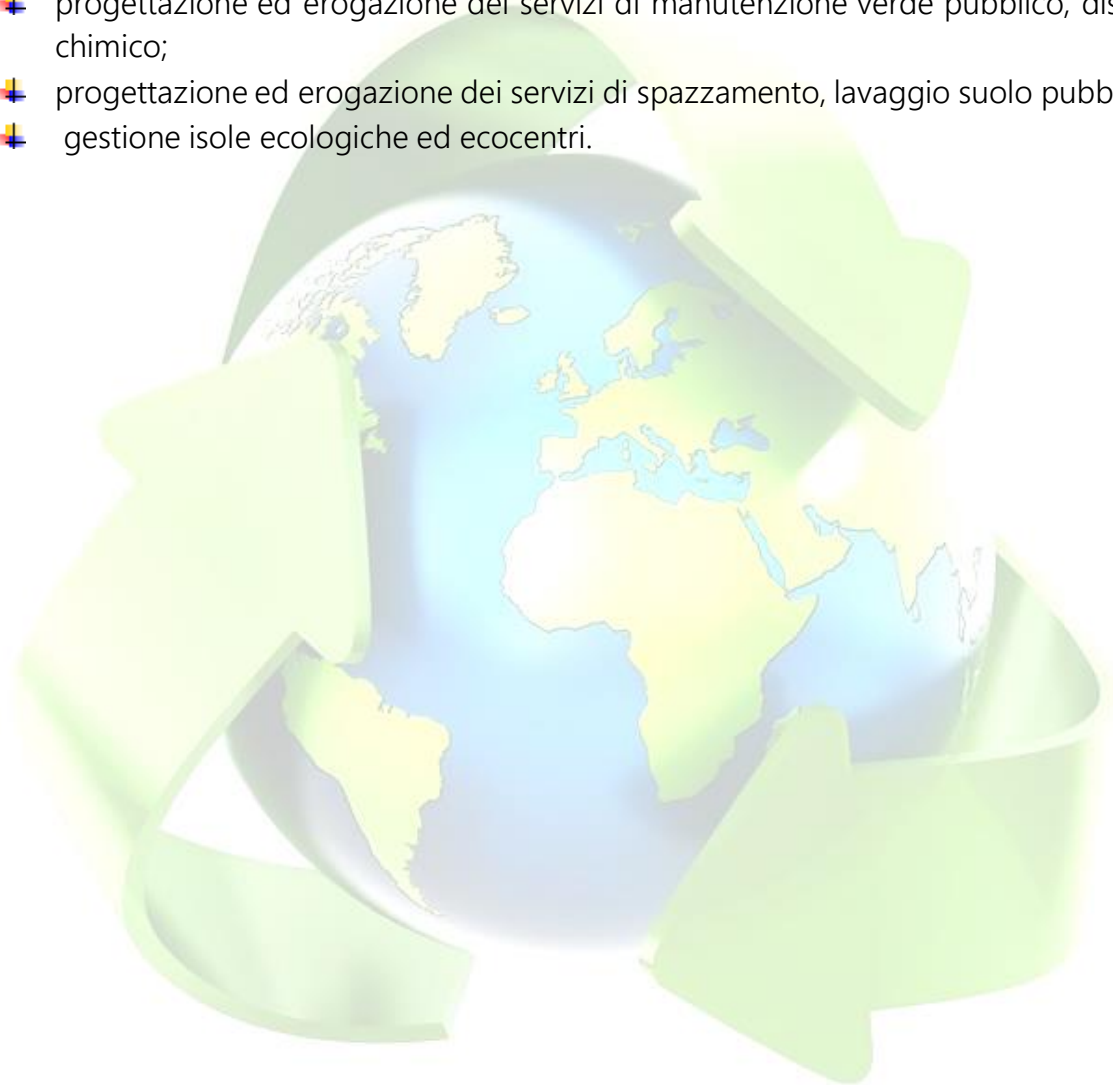 progettazione ed erogazione dei servizi di manutenzione verde pubblico,
chimico;
progettazione ed erogazione dei servizi di spazzamento, lavaggio suolo
gestione isole ecologiche ed ecocentri.